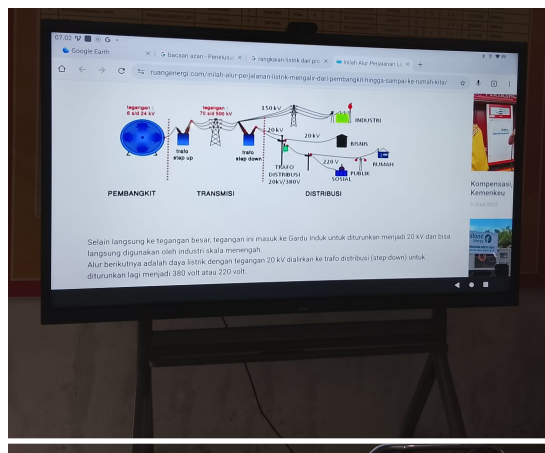 07.02
Google Earth
bacaan azan - Penelusu
rangkaian listrik dari pro
Inilah Alur Perjalanan Li
ruangenergi.com/inilah-alur-perjalanan-listrik-mengalir-dari-pembangkit-hingga-sampai-ke-rumah-kita/
tegangan :
6 s/d 24 kV
tegangan :
70 s/d 500 kV
150 kV
INDUSTRI
20 kV
20 kV
BISNIS
trafo
step up
trafo
step down
220 V
RUMAH
TRAFO
DISTRIBUSI
20kV/380V
PUBLIK
SOSIAL
PEMBANGKIT
TRANSMISI
DISTRIBUSI
Kompensasi,
Kemenkeu
Selain langsung ke tegangan besar, tegangan ini masuk ke Gardu Induk untuk diturunkan menjadi 20 kV dan bisa
langsung digunakan oleh industri skala menengah.
Alur berikutnya adalah daya listrik dengan tegangan 20 kV dialirkan ke trafo distribusi (step-down) untuk
diturunkan lagi menjadi 380 volt atau 220 volt.